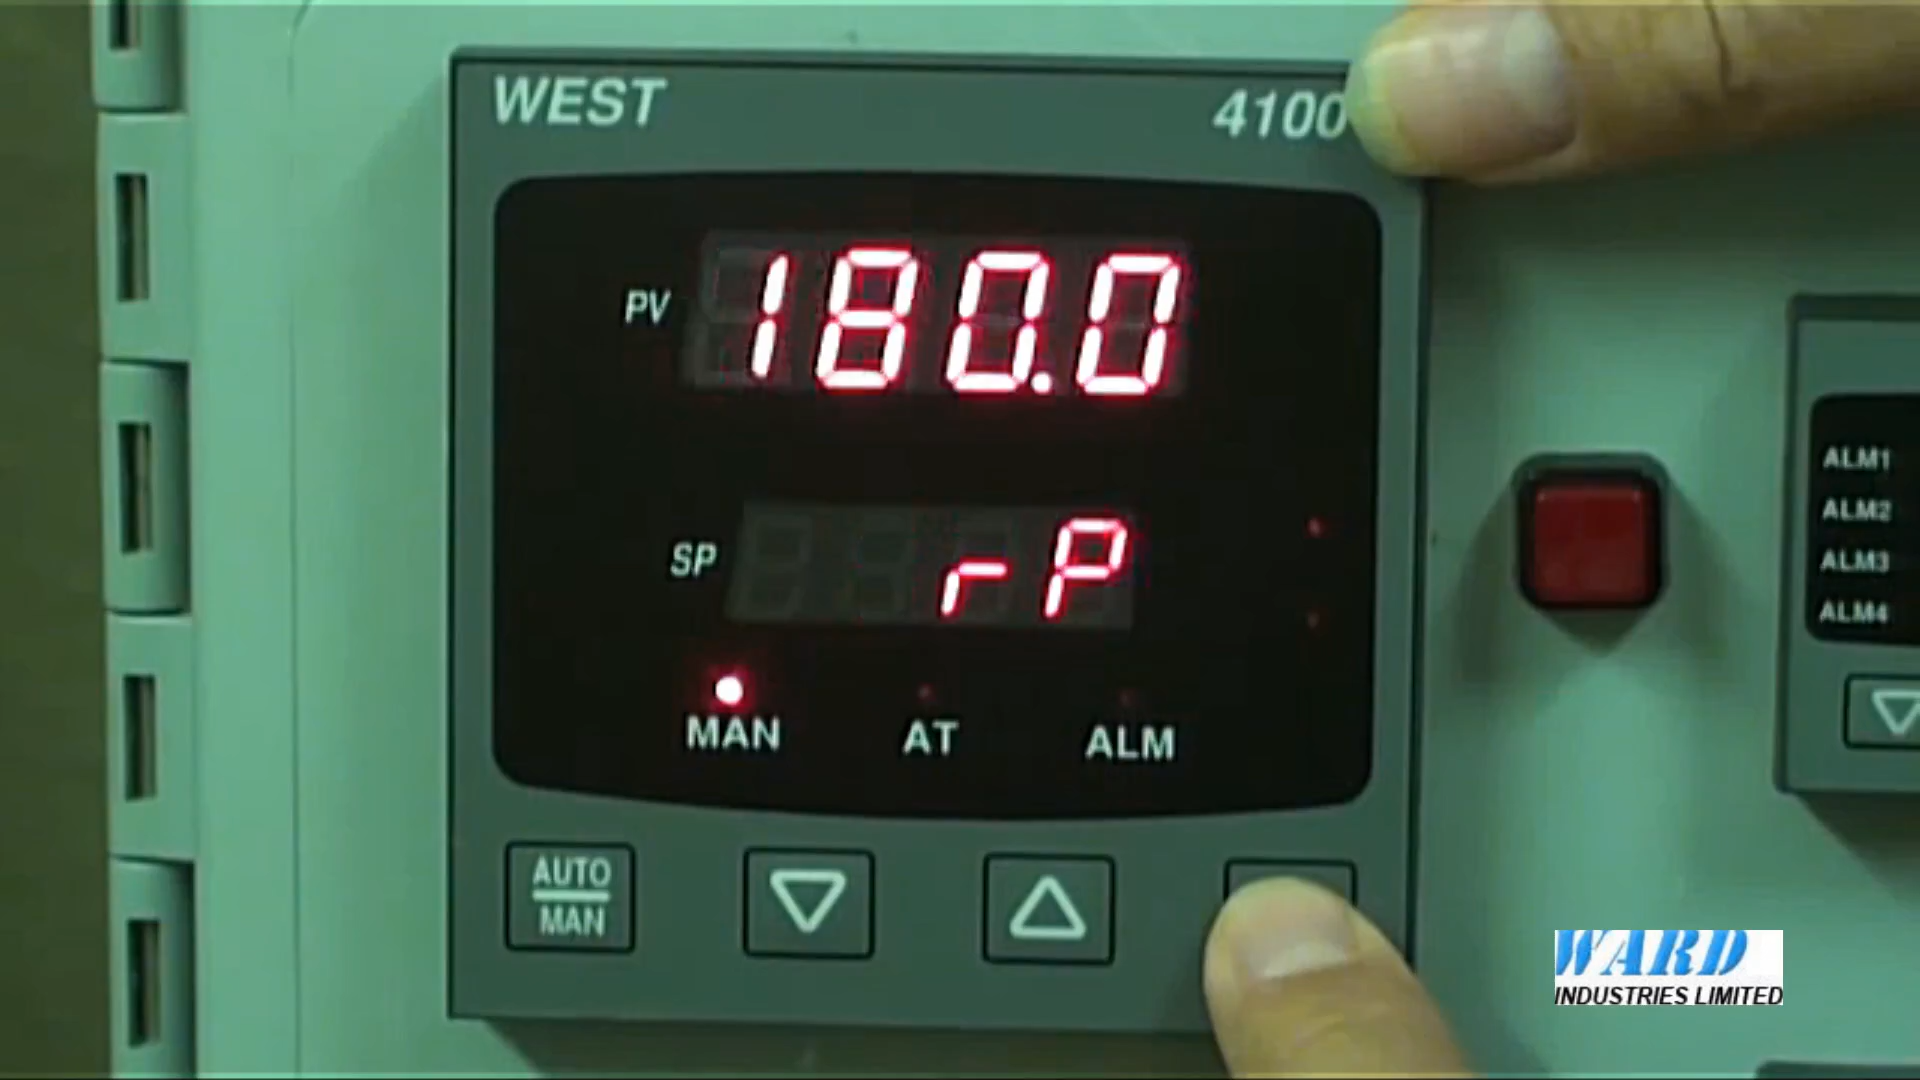 WEST
4100
PV
180.0
SP
rP
MAN
AT
ALM
AUTO
MAN
ALM1
ALM2
ALM3
ALM4
WARD
INDUSTRIES LIMITED